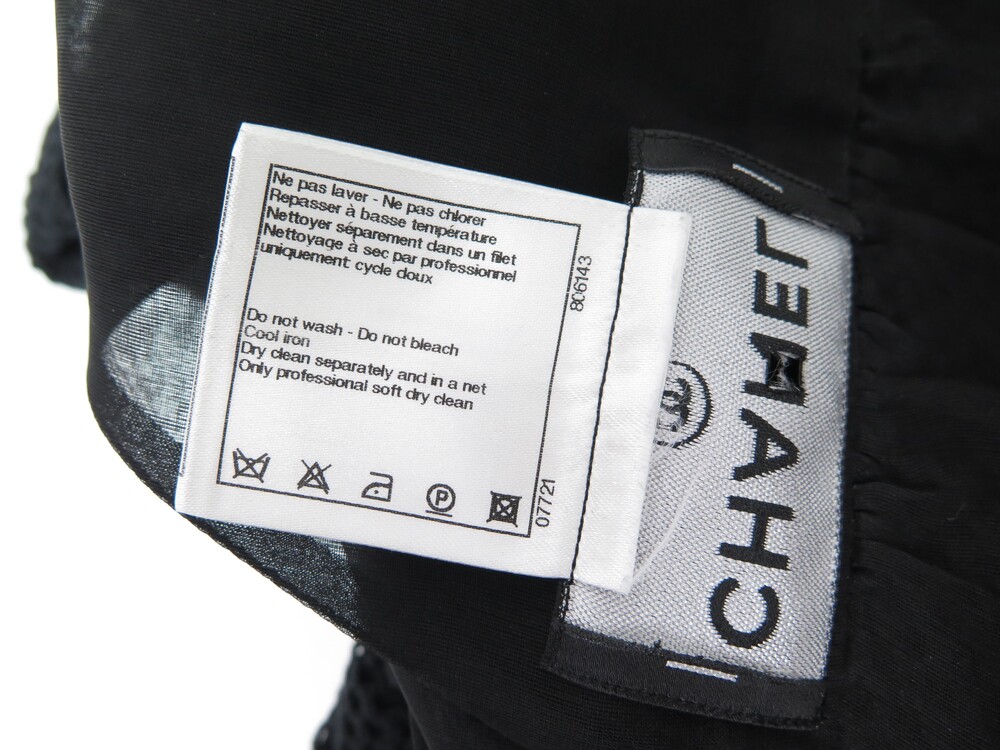 Ne pas laver - Ne pas chlorer
Repasser à basse température
Nettoyer séparement dans un filet
Nettoyage à sec par professionnel
uniquement: cycle doux
Do not wash - Do not bleach
Cool iron
Dry clean separately and in a net
Only professional soft dry clean
P
806143
07721
CHANEL